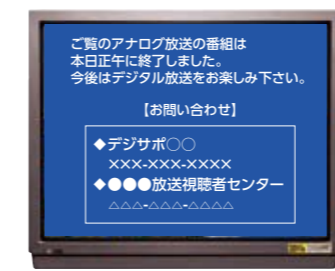 ご覧のアナログ放送の番組は
本日正午に終了しました。
今後はデジタル放送をお楽しみ下さい。
【お問い合わせ】
◆デジサポ○○
×××-×××-××××
◆●●●放送視聴者センター
△△△-△△△-△△△△